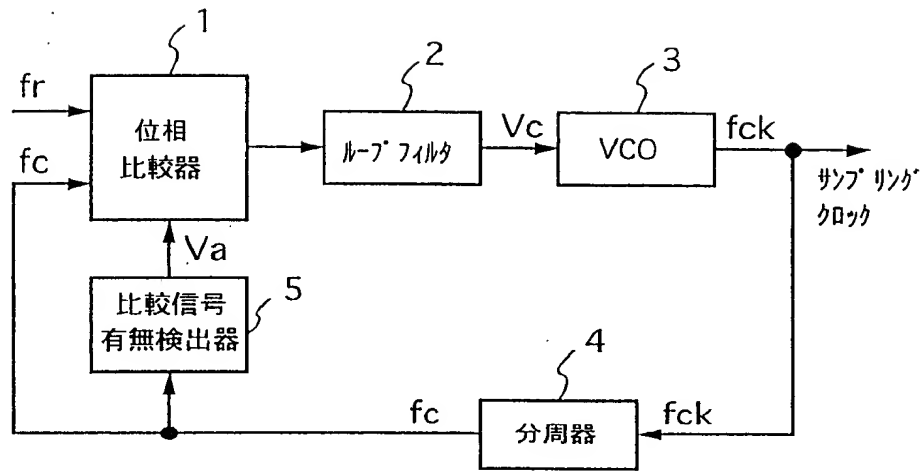 1
fr
位相
比較器
fc
2
ループフィルタ
Vc
3
VCO
fck
サンプリング
クロック
Va
比較信号
有無検出器
5
4
fc
分周器
fck